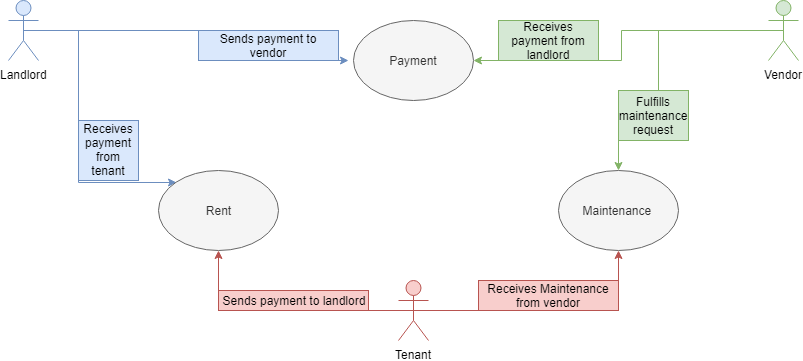 Sends payment to
vendor
Payment
Receives
payment from
landlord
Landlord
Vendor
Fulfills
maintenance
request
Receives
payment
from
tenant
Rent
Maintenance
Sends payment to landlord
Receives Maintenance
from vendor
Tenant